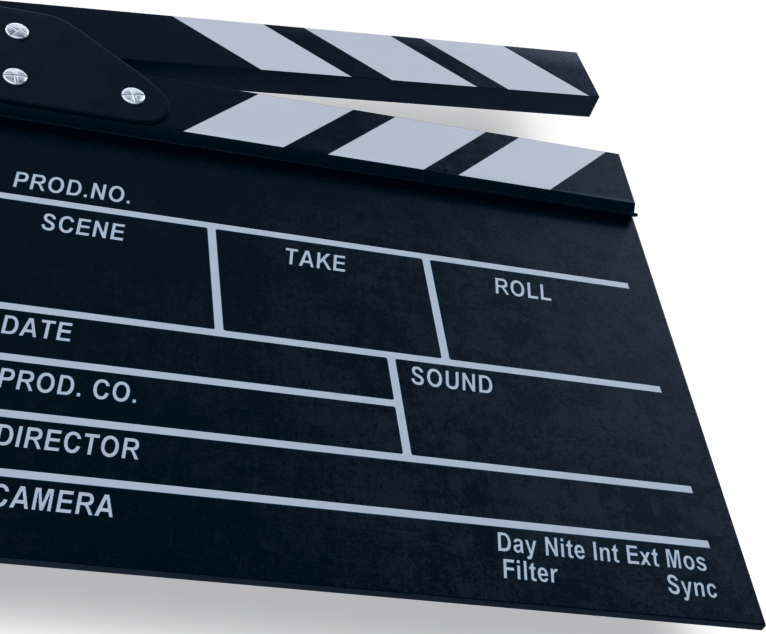 PROD.NO.
SCENE
TAKE
ROLL
DATE
SOUND
PROD. CO.
DIRECTOR
CAMERA
Day Nite Int Ext Mos
Filter
Sync